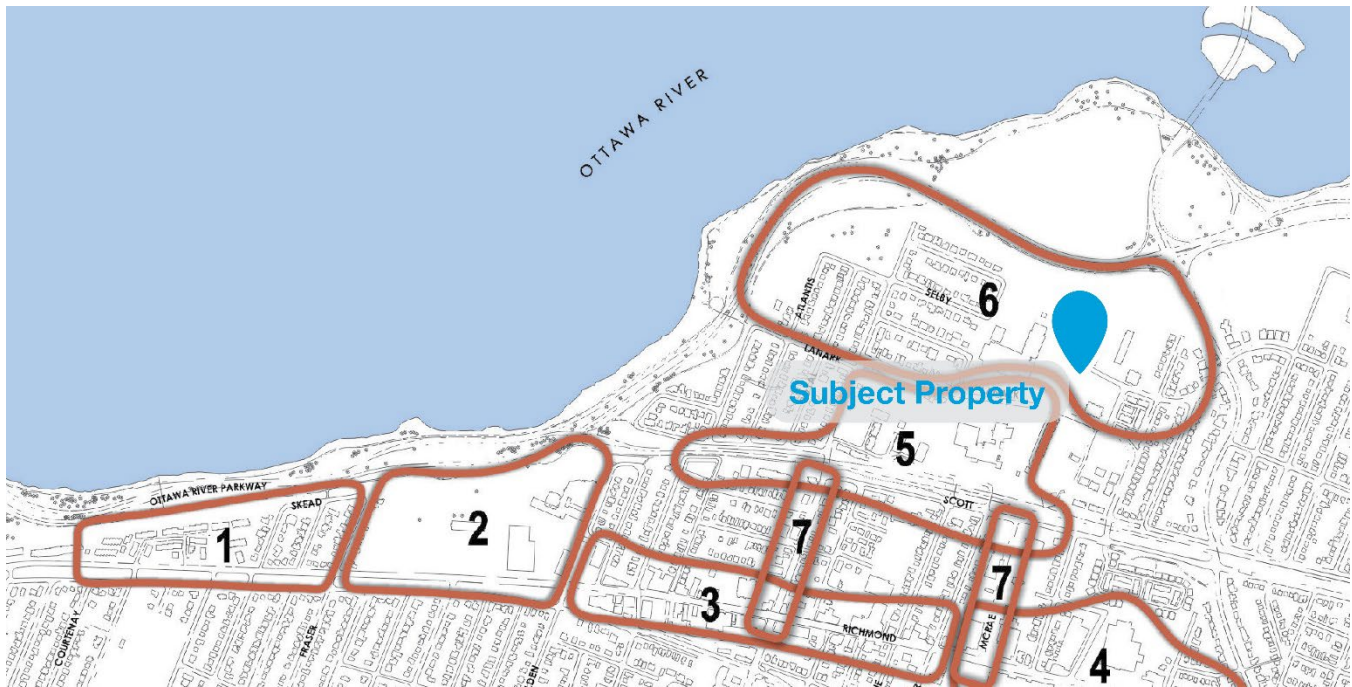 OTTAWA RIVER
ATLANTIS
SELBY
6
LANARK
Subject Property
5
OTTAWA RIVER PARKWAY
SKEAD
SCOTT
1
2
7
7
3
RICHMOND
MCRAE
COURTENAY
FRASER
4